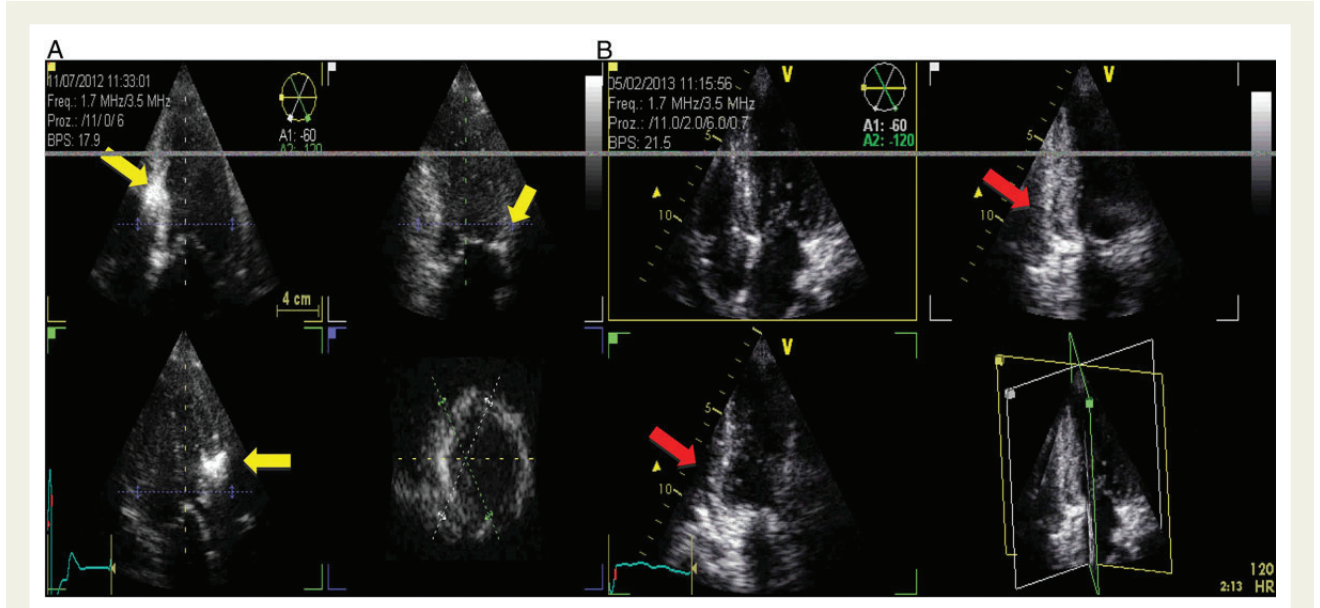 A
B
11/07/2012 11:33:01
Freq.: 1.7 MHz/3.5 MHz
Proz.: /11/ 0/ 6
BPS: 17.9
A1: -60
A2: -120
4 cm
05/02/2013 11:15:56
Freq.: 1.7 MHz/3.5 MHz
Proz.: /11.0/2.0/6.0/0.7
BPS: 21.5
A1: -60
A2: -120
V
5
10
V
5
10
V
5
10
120
2:13 HR